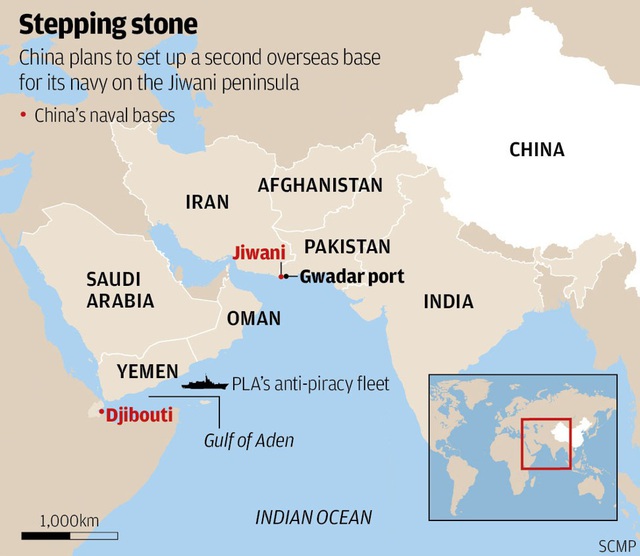 Stepping stone
China plans to set up a second overseas base
for its navy on the Jiwani peninsula
China's naval bases
CHINA
AFGHANISTAN
IRAN
PAKISTAN
Jiwani
Gwadar port
SAUDI
ARABIA
INDIA
OMAN
YEMEN
PLA's anti-piracy fleet
Djibouti
Gulf of Aden
INDIAN OCEAN
1,000km
SCMP